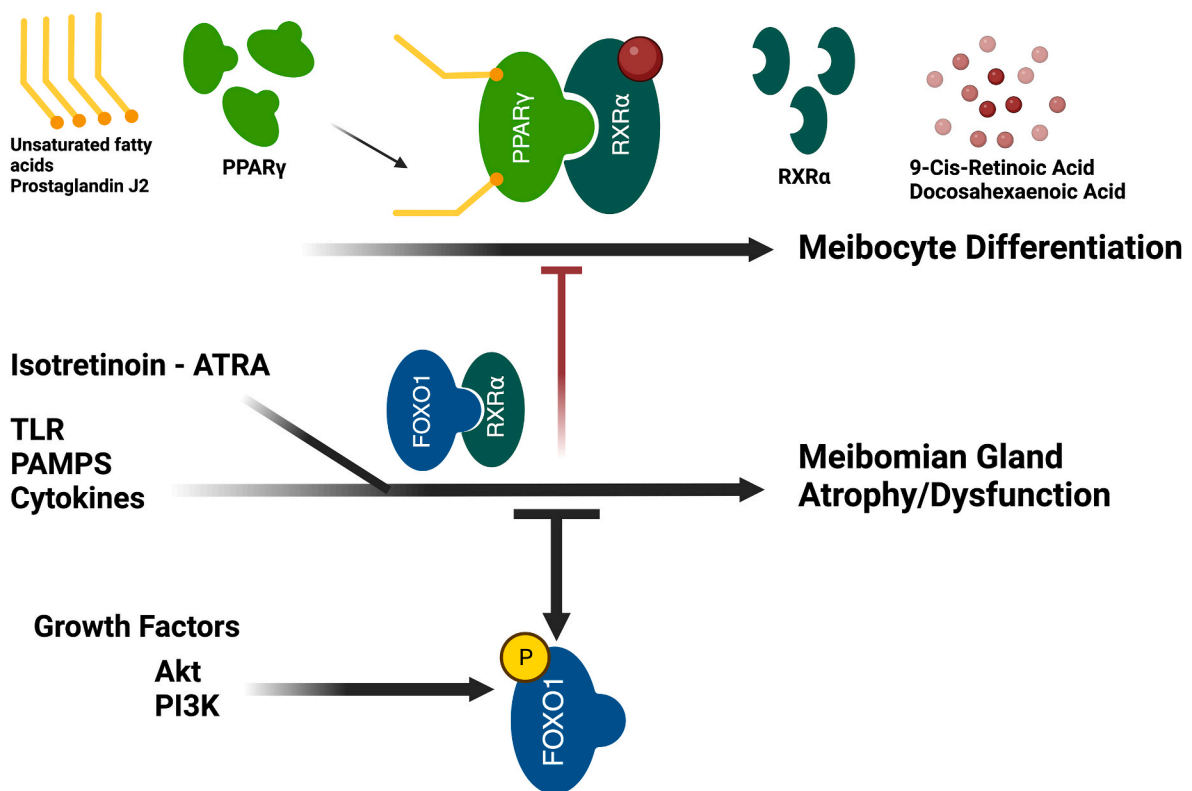 Unsaturated fatty
acids
Prostaglandin J2
PPARγ
PPARγ
RXRα
RXRα
9-Cis-Retinoic Acid
Docosahexaenoic Acid
Meibocyte Differentiation
Isotretinoin - ATRA
FOXO1
RXRα
TLR
PAMPS
Cytokines
Meibomian Gland
Atrophy/Dysfunction
Growth Factors
Akt
PI3K
P
FOXO1